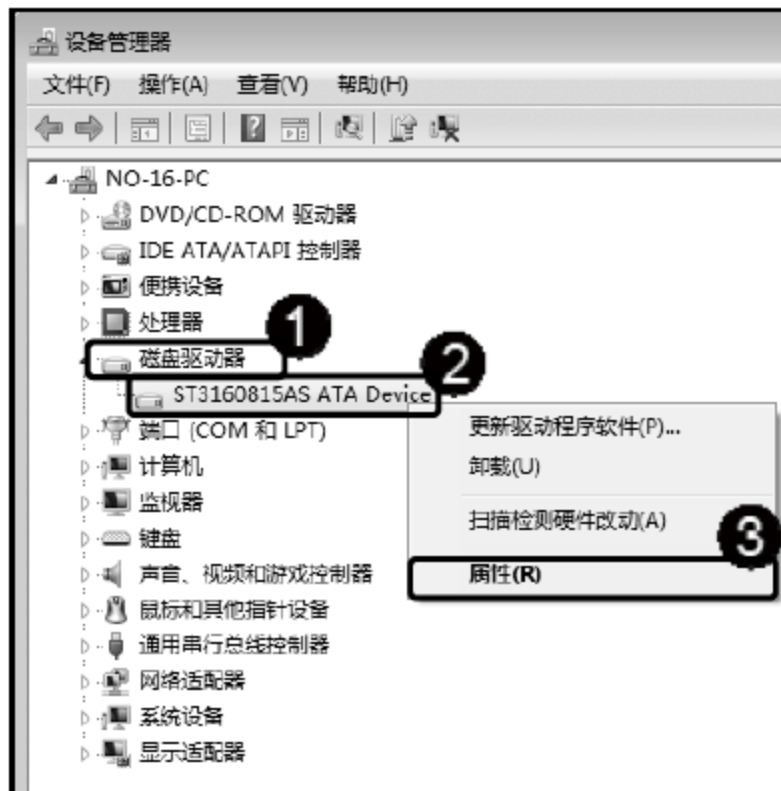 设备管理器
文件(F) 操作(A) 查看(V) 帮助(H)
NO-16-PC
DVD/CD-ROM 驱动器
IDE ATA/ATAPI 控制器
便携设备
处理器
1
磁盘驱动器
2
ST3160815AS ATA Device
端口 (COM 和 LPT)
更新驱动程序软件(P)...
计算机
卸载(U)
监视器
扫描检测硬件改动(A)
3
键盘
声音、视频和游戏控制器
属性(R)
鼠标和其他指针设备
通用串行总线控制器
网络适配器
系统设备
显示适配器